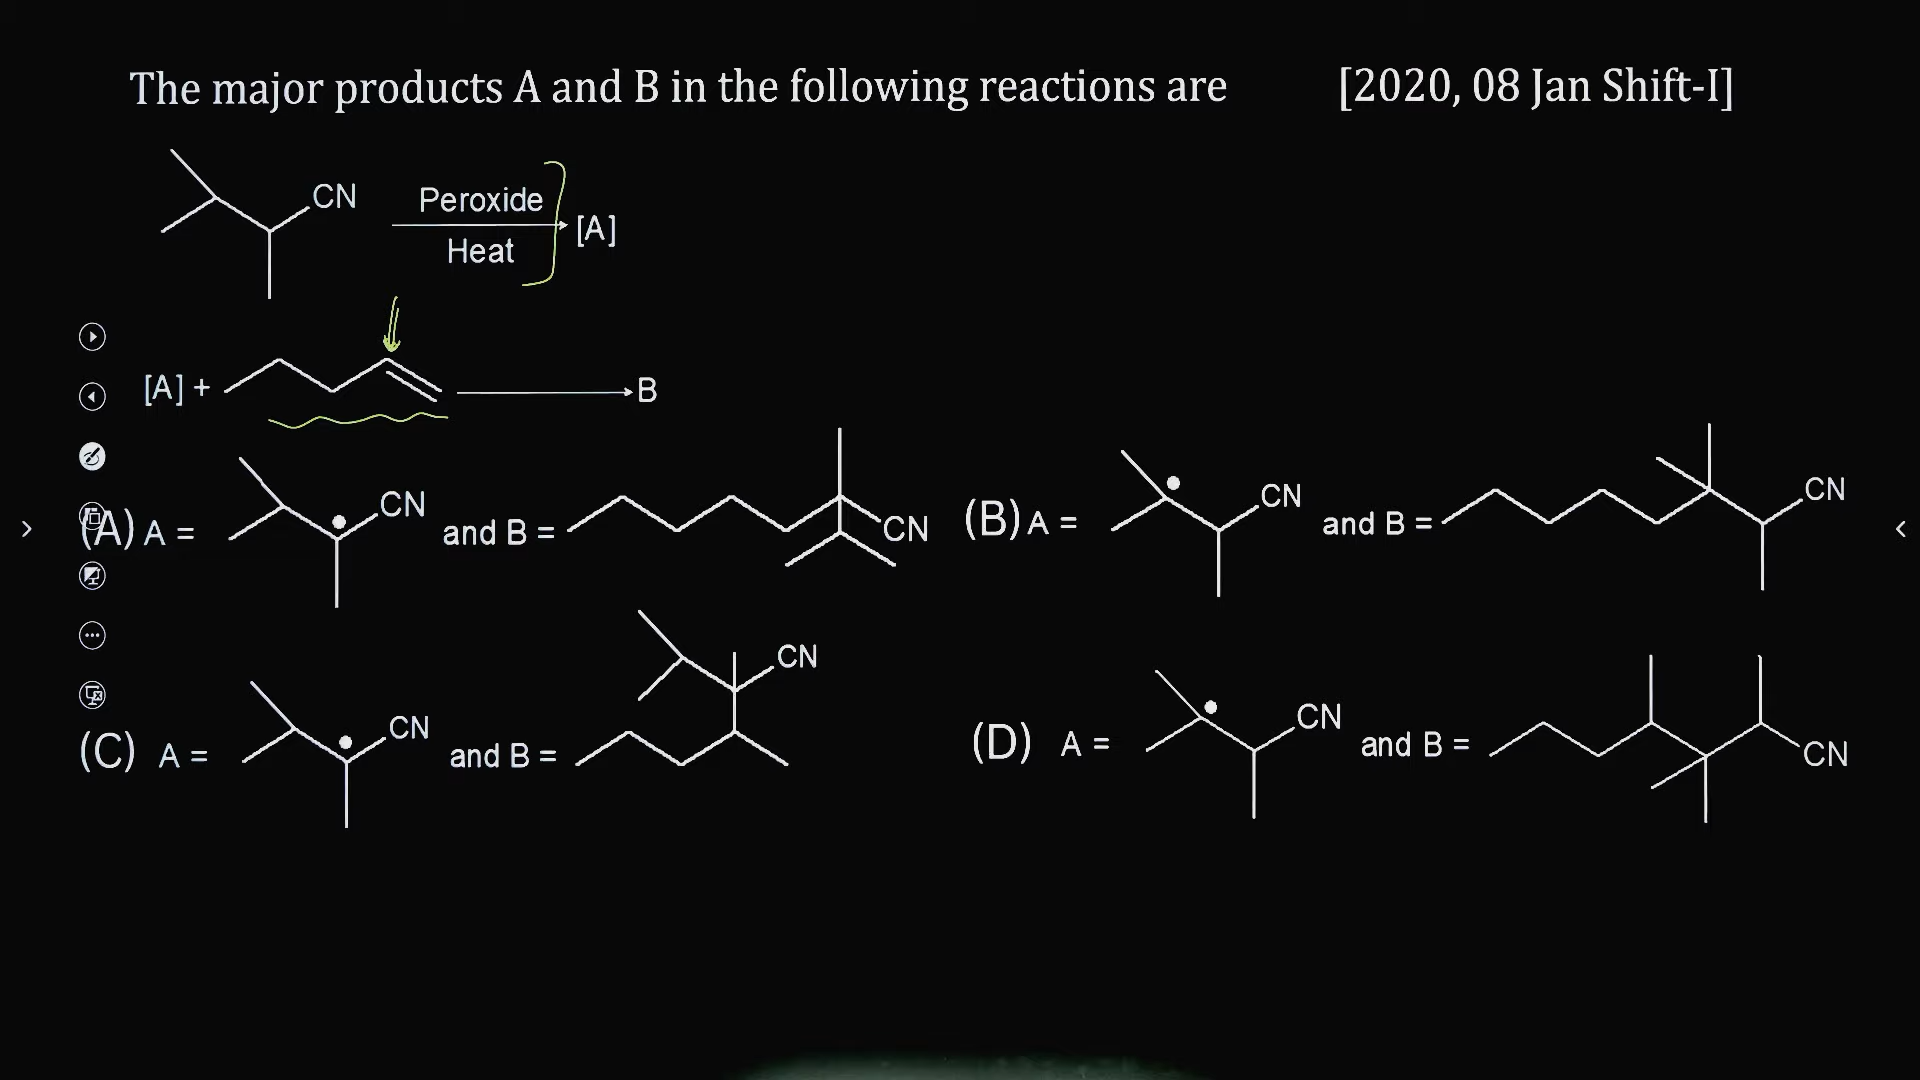 The major products A and B in the following reactions are [2020, 08 Jan Shift-I]
CN
Peroxide
Heat
[A]
[A] +
B
(A) A =
CN
and B =
CN
(B) A =
CN
and B =
CN
(C) A =
CN
and B =
CN
(D) A =
CN
and B =
CN